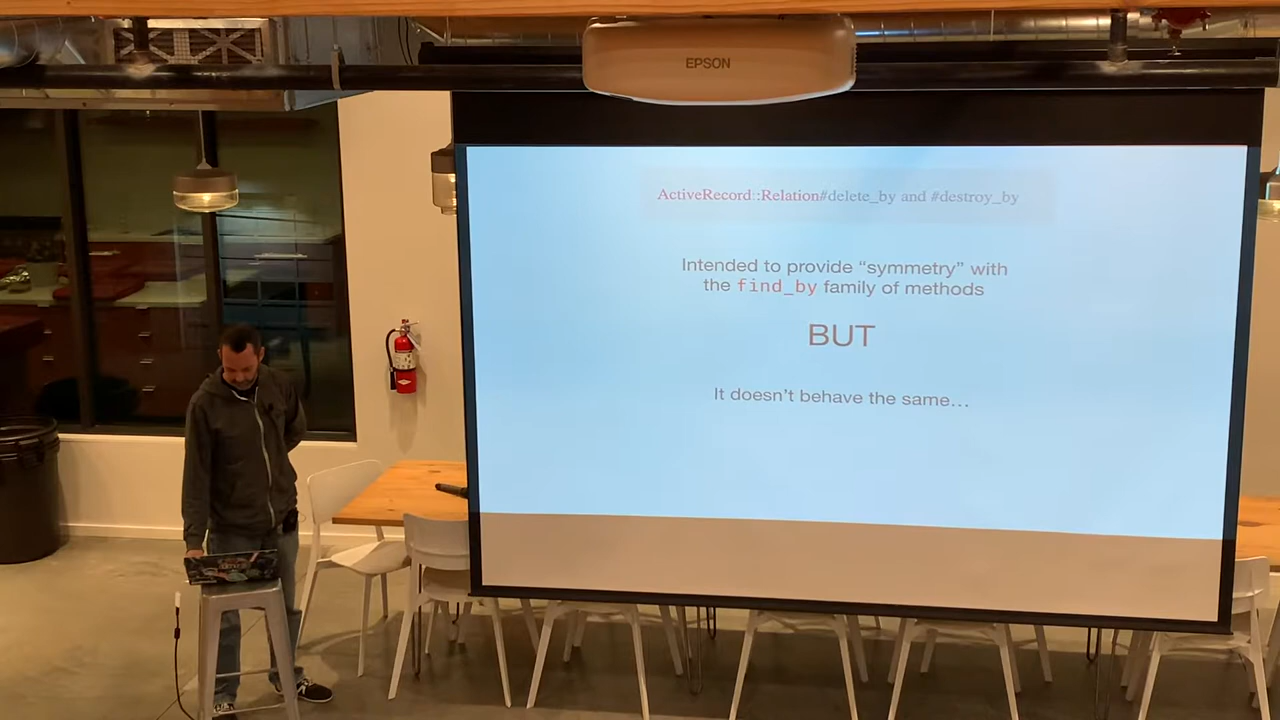 EPSON
ActiveRecord::Relation#delete_by and #destroy_by
Intended to provide “symmetry” with
the find_by family of methods
BUT
It doesn’t behave the same…